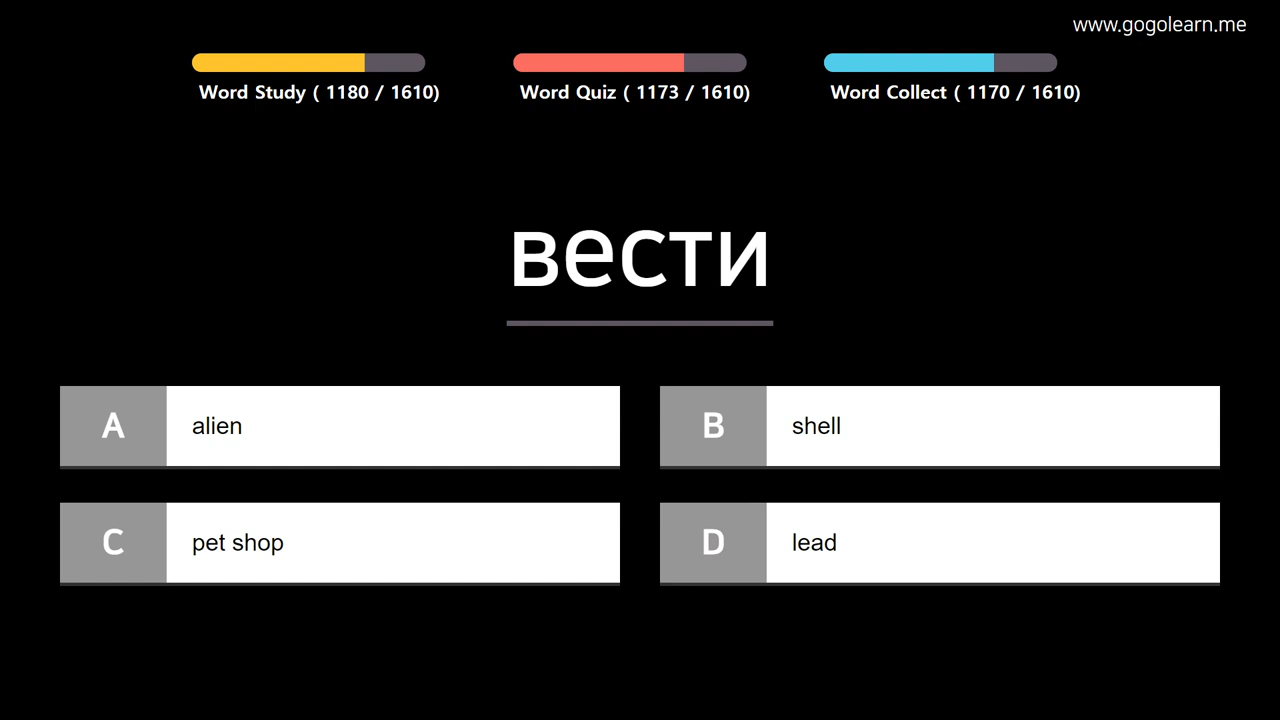 www.gogolearn.me
Word Study ( 1180 / 1610)
Word Quiz ( 1173 / 1610)
Word Collect ( 1170 / 1610)
вести
A alien
B shell
C pet shop
D lead